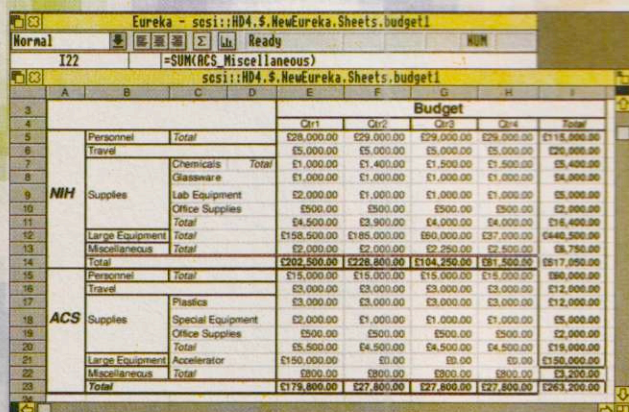 Eureka - scsi::HD4.$.NewEureka.Sheets.budget1
Normal Σ Ready NUM
I22 =SUM(ACS_Miscellaneous)
scsi::HD4.$.NewEureka.Sheets.budget1
A B C D E F G H I
3 Budget
4 Qtr1 Qtr2 Qtr3 Qtr4 Total
5 Personnel Total £28,000.00 £29.000.00 £29.000.00 £29.000.00 £115,000.00
6 Travel £5,000.00 £5,000.00 £5,000.00 £5,000.00 £20,000.00
7 Chemicals Total £1,000.00 £1,400.00 £1,500.00 £1,500.00 £5,400.00
8 Glassware £1,000.00 £1,000.00 £1,000.00 £1,000.00 £4,000.00
9 NIH Supplies Lab Equipment £2,000.00 £1,000.00 £1,000.00 £1,000.00 £5,000.00
10 Office Supplies £500.00 £500.00 £500.00 £500.00 £2,000.00
11 Total £4,500.00 £3,900.00 £4,000.00 £4,000.00 £16,400.00
12 Large Equipment Total £158,500.00 £185,000.00 £60,000.00 £37,000.00 £440,500.00
13 Miscellaneous Total £2,000.00 £2,000.00 £2,250.00 £2,500.00 £8,750.00
14 Total £202,500.00 £228,800.00 £104,250.00 £81,500.00 £617,050.00
15 Personnel Total £15,000.00 £15,000.00 £15,000.00 £15,000.00 £60,000.00
16 Travel £3,000.00 £3,000.00 £3,000.00 £3,000.00 £12,000.00
17 Plastics £3,000.00 £3,000.00 £3,000.00 £3,000.00 £12,000.00
18 ACS Supplies Special Equipment £2,000.00 £1,000.00 £1,000.00 £1,000.00 £5,000.00
19 Office Supplies £500.00 £500.00 £500.00 £500.00 £2,000.00
20 Total £5,500.00 £4,500.00 £4,500.00 £4,500.00 £19,000.00
21 Large Equipment Accelerator £150,000.00 £0.00 £0.00 £0.00 £150,000.00
22 Miscellaneous Total £800.00 £800.00 £800.00 £800.00 £3,200.00
23 Total £179,800.00 £27,800.00 £27,800.00 £27,800.00 £263,200.00
24